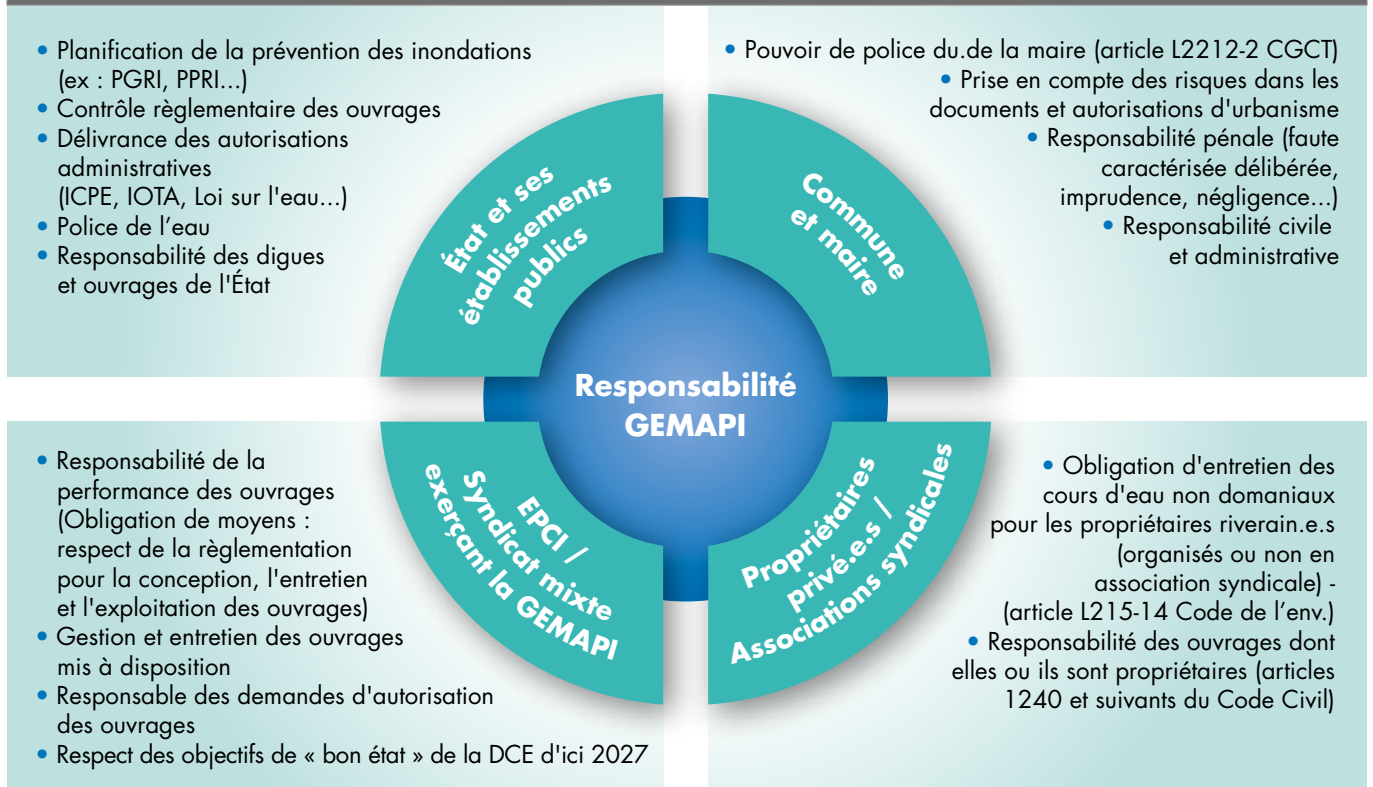 • Planification de la prévention des inondations
(ex : PGRI, PPRI...)
• Contrôle règlementaire des ouvrages
• Délivrance des autorisations
administratives
(ICPE, IOTA, Loi sur l'eau...)
• Police de l’eau
• Responsabilité des digues
et ouvrages de l'État
État et ses
établissements
publics
• Pouvoir de police du.de la maire (article L2212-2 CGCT)
• Prise en compte des risques dans les
documents et autorisations d'urbanisme
• Responsabilité pénale (faute
caractérisée délibérée,
imprudence, négligence...)
• Responsabilité civile
et administrative
Commune
et maire
Responsabilité
GEMAPI
• Responsabilité de la
performance des ouvrages
(Obligation de moyens :
respect de la règlementation
pour la conception, l'entretien
et l'exploitation des ouvrages)
• Gestion et entretien des ouvrages
mis à disposition
• Responsable des demandes d'autorisation
des ouvrages
• Respect des objectifs de « bon état » de la DCE d'ici 2027
EPCI /
Syndicat mixte
exerçant la GEMAPI
Propriétaires
privé.e.s /
Associations syndicales
• Obligation d'entretien des
cours d'eau non domaniaux
pour les propriétaires riverain.e.s
(organisés ou non en
association syndicale) -
(article L215-14 Code de l’env.)
• Responsabilité des ouvrages dont
elles ou ils sont propriétaires (articles
1240 et suivants du Code Civil)